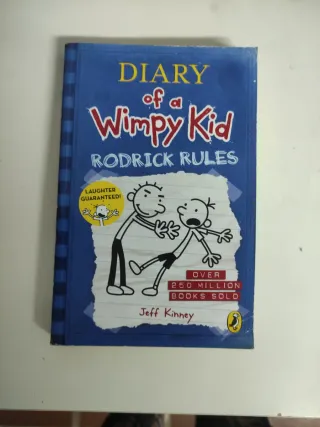 DIARY
of a
Wimpy Kid
RODRICK RULES
LAUGHTER
GUARANTEED!
OVER
250 MILLION
BOOKS SOLD
Jeff Kinney